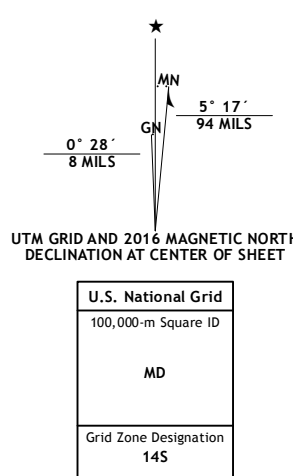 ★
MN
5° 17´
94 MILS
GN
0° 28´
8 MILS
UTM GRID AND 2016 MAGNETIC NORTH
DECLINATION AT CENTER OF SHEET
U.S. National Grid
100,000-m Square ID
MD
Grid Zone Designation
14S